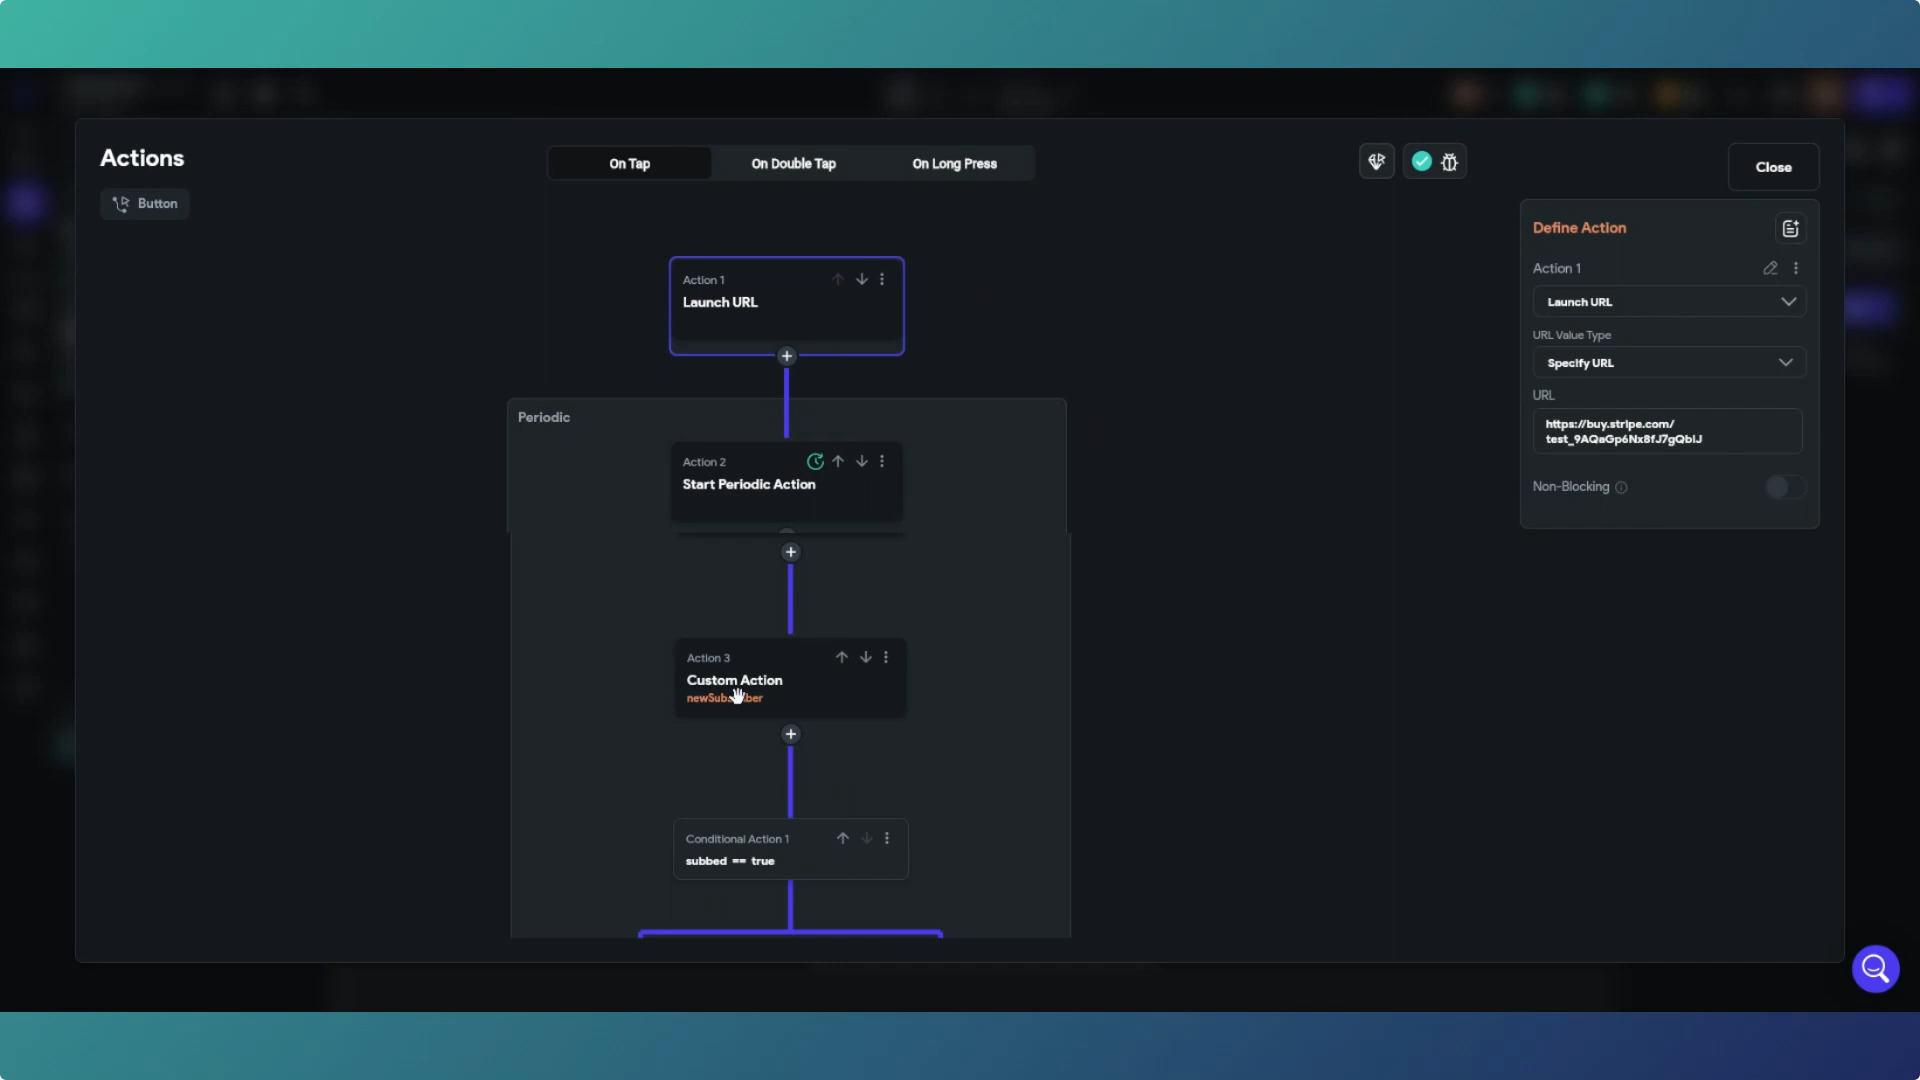 Actions
On Tap
On Double Tap
On Long Press
Close
Button
Define Action
Action 1
Launch URL
Action 1
Launch URL
URL Value Type
Specify URL
URL
https://buy.stripe.com/
test_9AQaGp6Nx8fJ7gQbIJ
Non-Blocking
Periodic
Action 2
Start Periodic Action
Action 3
Custom Action
Conditional Action 1
subbed == true